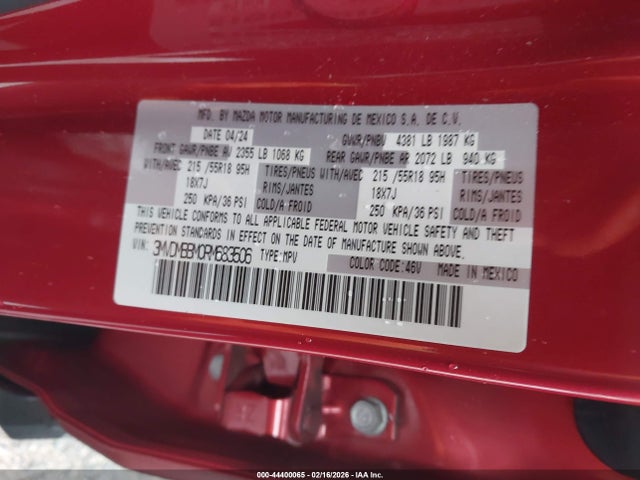 MFD. BY MAZDA MOTOR MANUFACTURING DE MEXICO S.A. DE C.V.
DATE 04/24 GVWR/PNBV 4381 LB 1987 KG
FRONT GAWR/PNBE AV 2355 LB 1068 KG REAR GAWR/PNBE AR 2072 LB 940 KG
WITH/AVEC 215 /55R18 95H TIRES/PNEUS WITH/AVEC 215 /55R18 95H TIRES/PNEUS
18X7J RIMS/JANTES 18X7J RIMS/JANTES
250 KPA/36 PSI COLD/A FROID 250 KPA/36 PSI COLD/A FROID
THIS VEHICLE CONFORMS TO ALL APPLICABLE FEDERAL MOTOR VEHICLE SAFETY AND THEFT
PREVENTION STANDARDS IN EFFECT ON THE DATE OF MANUFACTURE SHOWN ABOVE.
VIN: TYPE:MPV COLOR CODE:46V MADE IN MEXICO
000-44400065 - 02/16/2026 - IAA Inc.